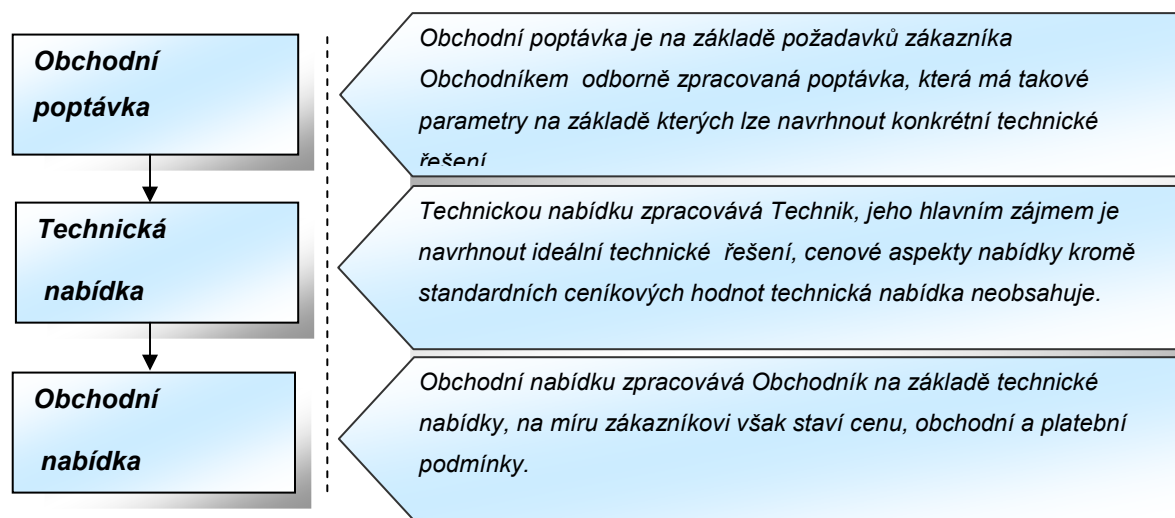 Obchodní
poptávka
Obchodní poptávka je na základě požadavků zákazníka
Obchodníkem odborně zpracovaná poptávka, která má takové
parametry na základě kterých lze navrhnout konkrétní technické
řešení
Technická
nabídka
Technickou nabídku zpracovává Technik, jeho hlavním zájmem je
navrhnout ideální technické řešení, cenové aspekty nabídky kromě
standardních ceníkových hodnot technická nabídka neobsahuje.
Obchodní
nabídka
Obchodní nabídku zpracovává Obchodník na základě technické
nabídky, na míru zákazníkovi však staví cenu, obchodní a platební
podmínky.